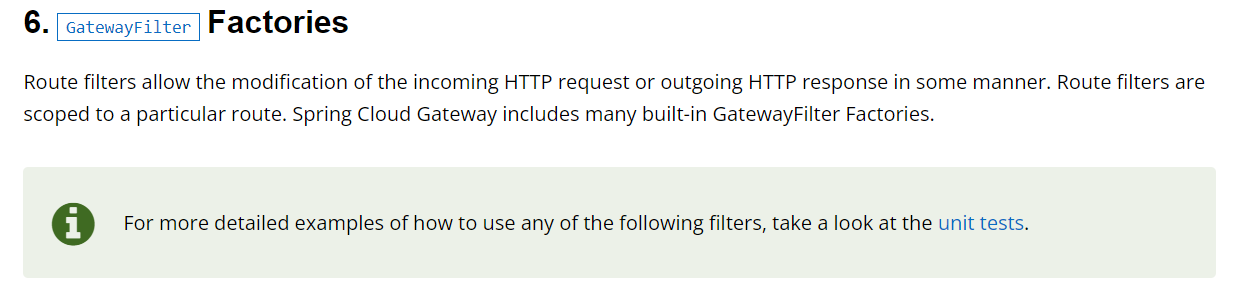 6. GatewayFilter Factories
Route filters allow the modification of the incoming HTTP request or outgoing HTTP response in some manner. Route filters are
scoped to a particular route. Spring Cloud Gateway includes many built-in GatewayFilter Factories.
For more detailed examples of how to use any of the following filters, take a look at the unit tests.